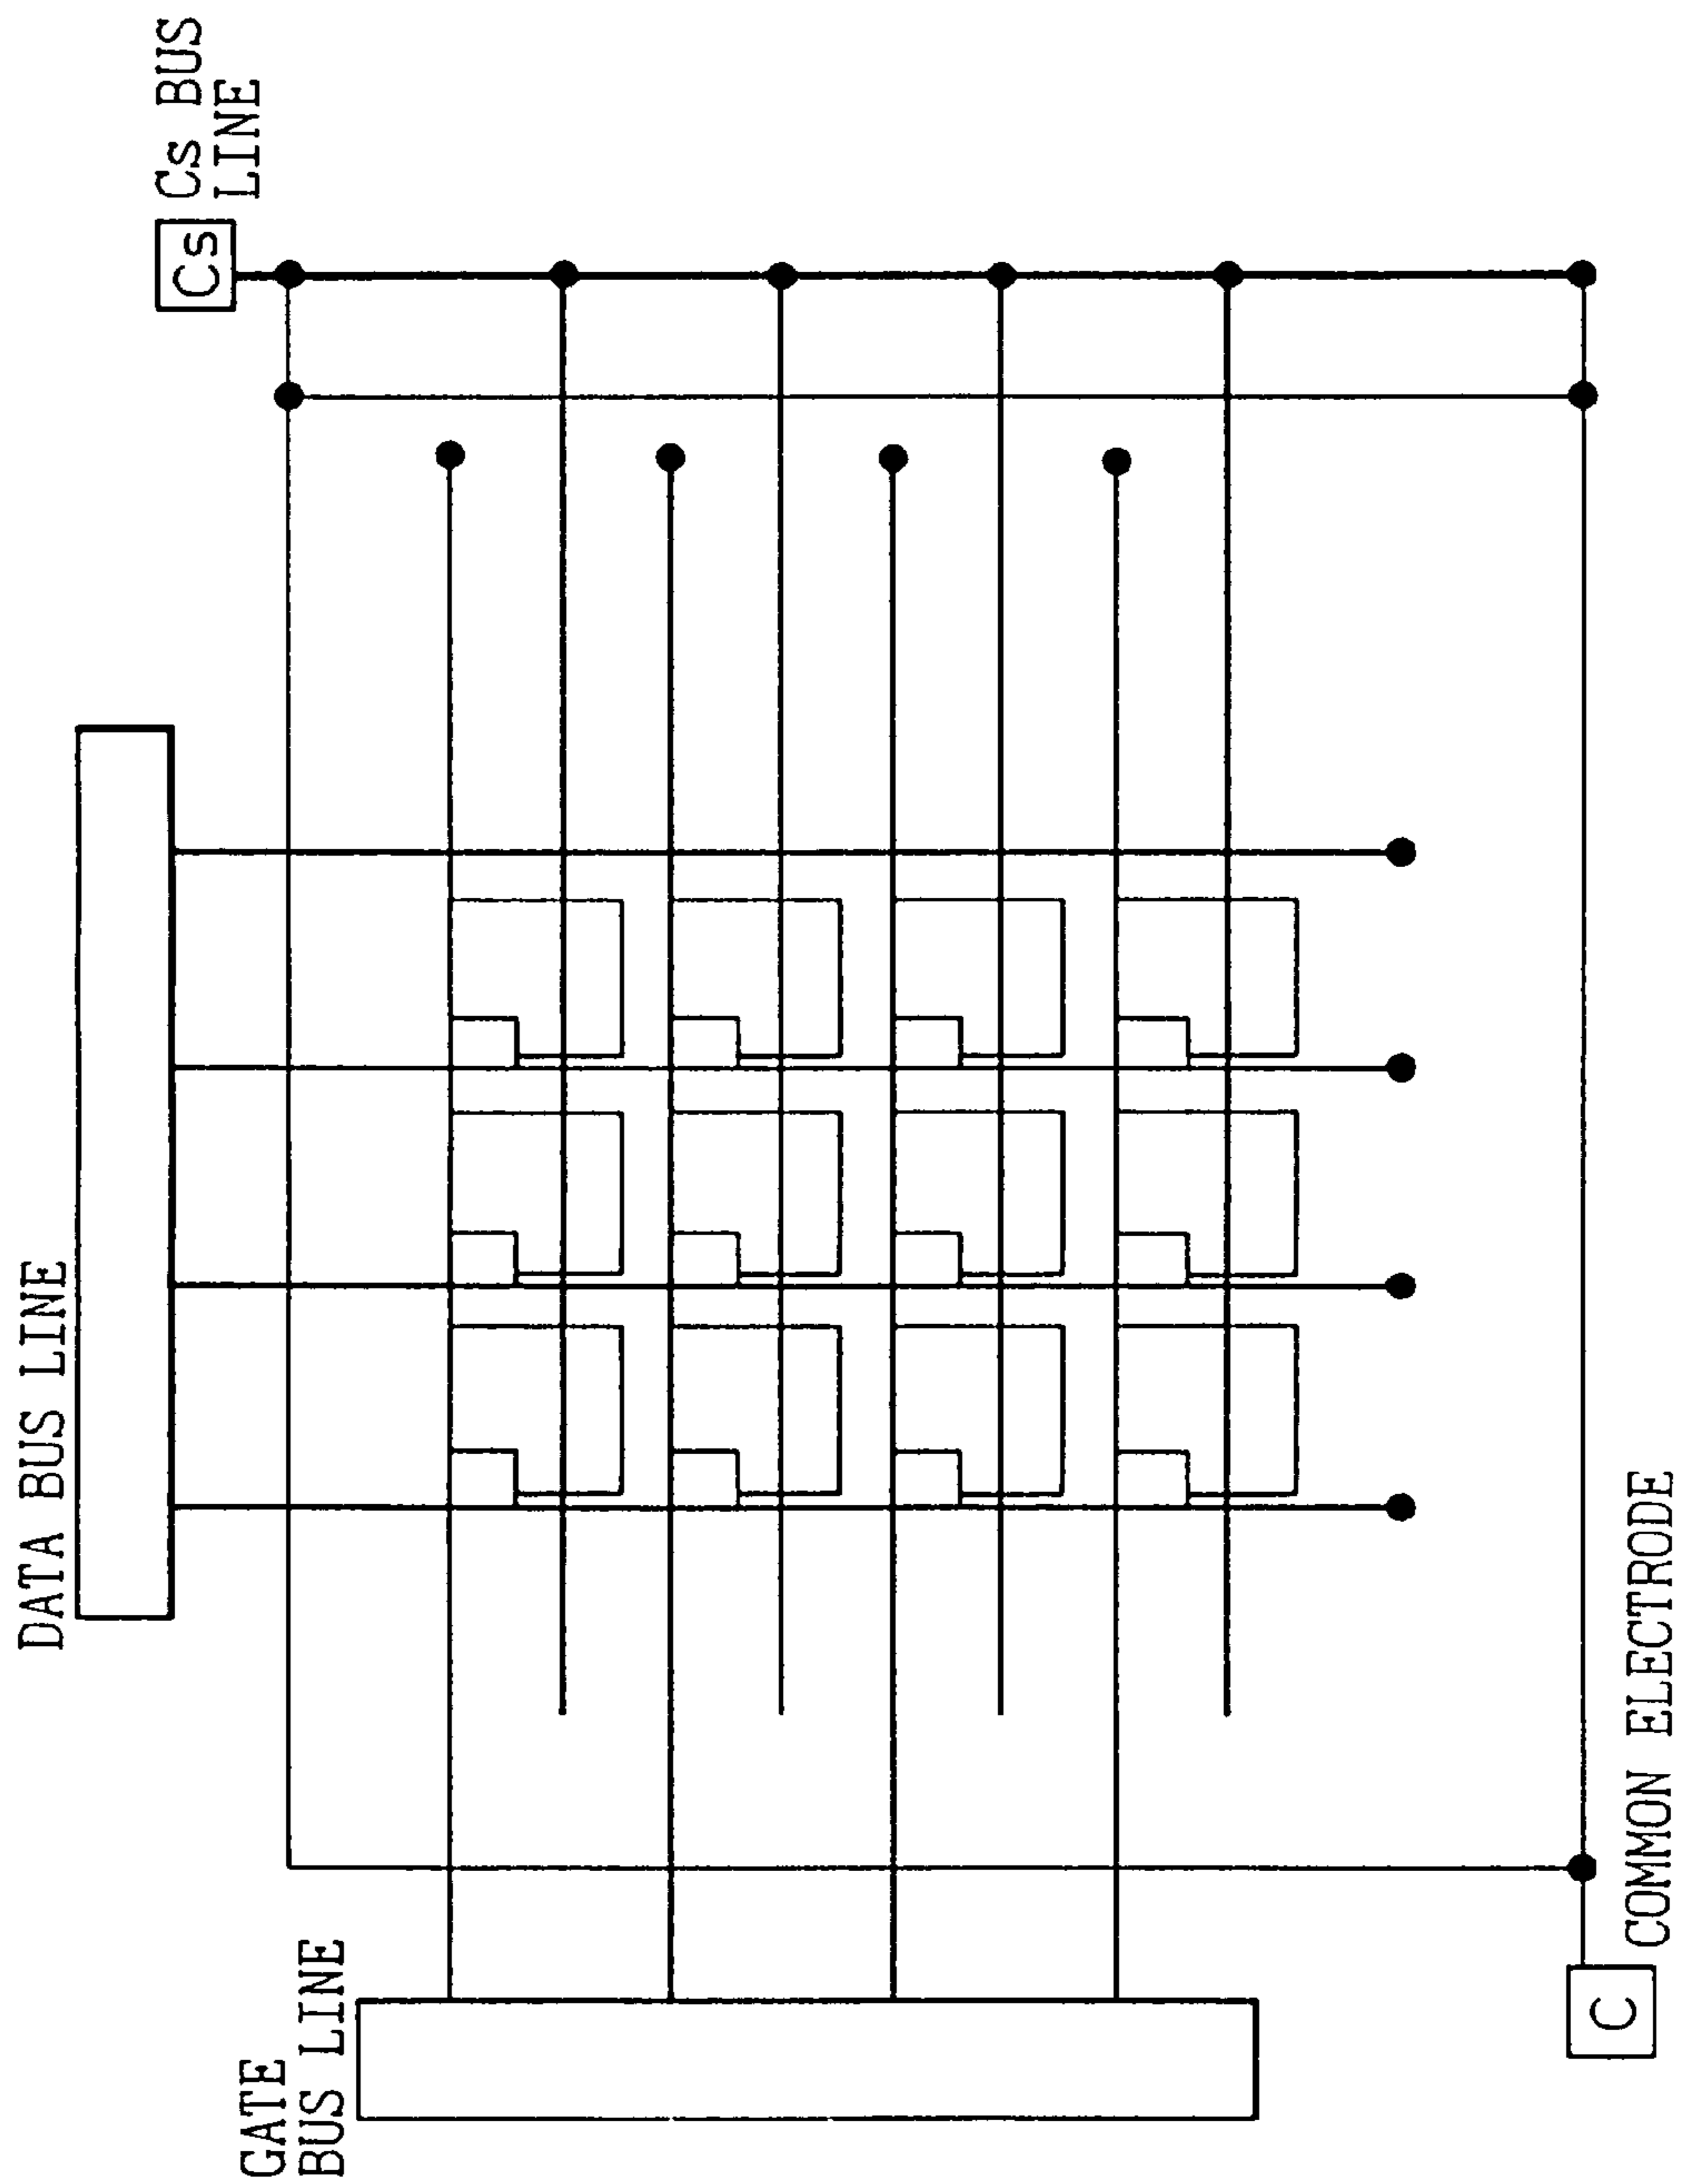 DATA BUS LINE
Cs BUS
LINE
Cs
GATE
BUS LINE
C
COMMON ELECTRODE